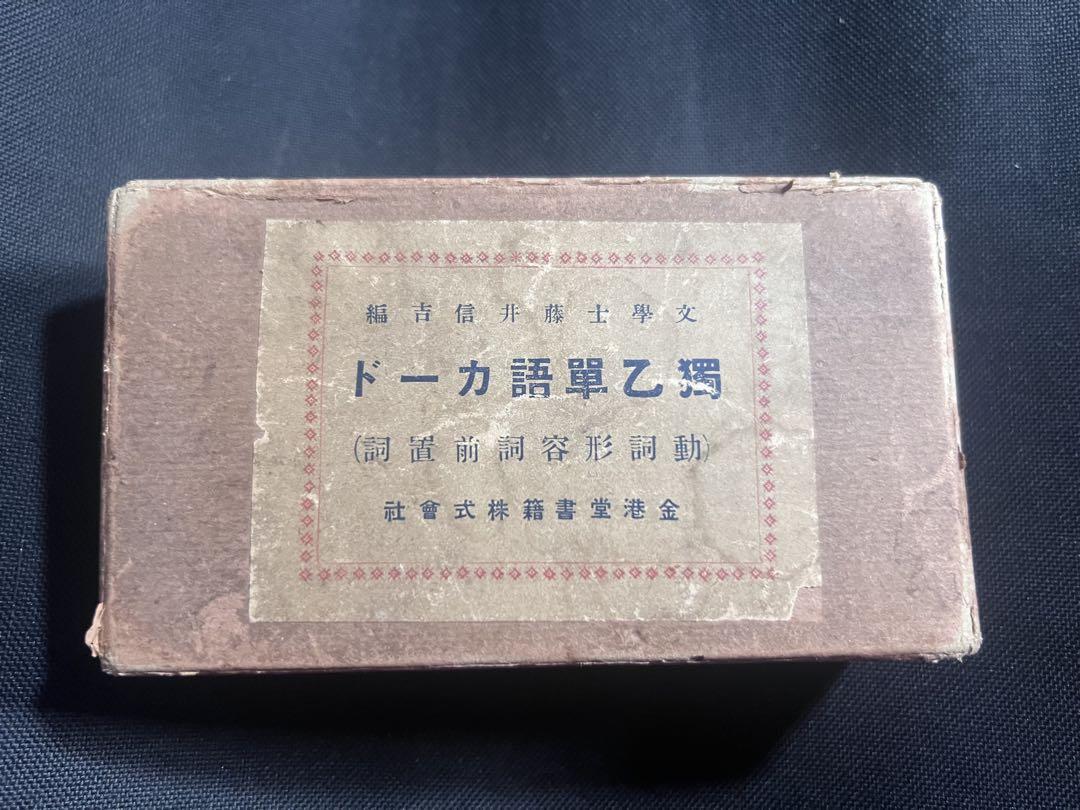 文學士藤井信吉編
獨乙單語カード
(動詞形容詞前置詞)
金港堂書籍株式會社